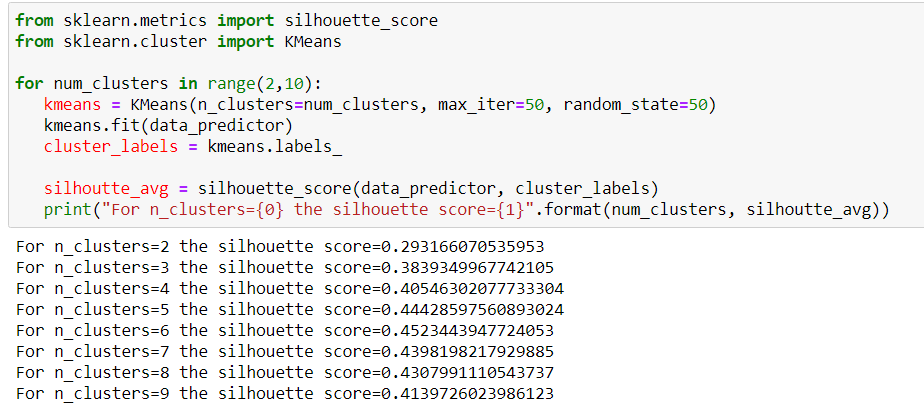 from sklearn.metrics import silhouette_score
from sklearn.cluster import KMeans
for num_clusters in range(2,10):
kmeans = KMeans(n_clusters=num_clusters, max_iter=50, random_state=50)
kmeans.fit(data_predictor)
cluster_labels = kmeans.labels_
silhoutte_avg = silhouette_score(data_predictor, cluster_labels)
print("For n_clusters={0} the silhouette score={1}".format(num_clusters, silhoutte_avg))
For n_clusters=2 the silhouette score=0.293166070535953
For n_clusters=3 the silhouette score=0.3839349967742105
For n_clusters=4 the silhouette score=0.40546302077733304
For n_clusters=5 the silhouette score=0.44428597560893024
For n_clusters=6 the silhouette score=0.4523443947724053
For n_clusters=7 the silhouette score=0.4398198217929885
For n_clusters=8 the silhouette score=0.4307991110543737
For n_clusters=9 the silhouette score=0.4139726023986123